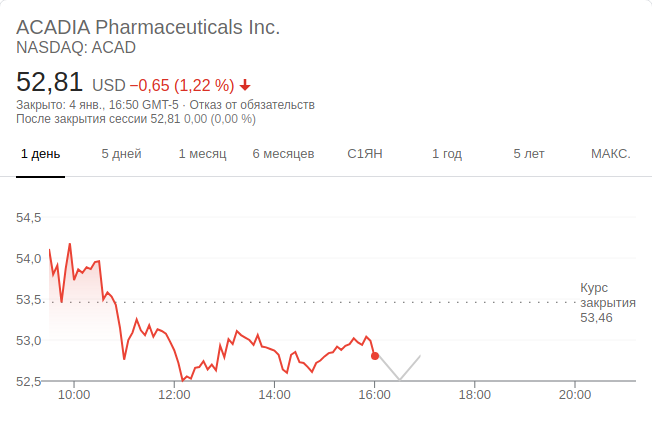 ACADIA Pharmaceuticals Inc.
NASDAQ: ACAD
52,81 USD −0,65 (1,22 %)
Закрыто: 4 янв., 16:50 GMT-5 · Отказ от обязательств
После закрытия сессии 52,81 0,00 (0,00 %)
1 день 5 дней 1 месяц 6 месяцев С1ЯН 1 год 5 лет МАКС.
54,5
54,0
53,5
53,0
52,5
Курс
закрытия
53,46
10:00 12:00 14:00 16:00 18:00 20:00